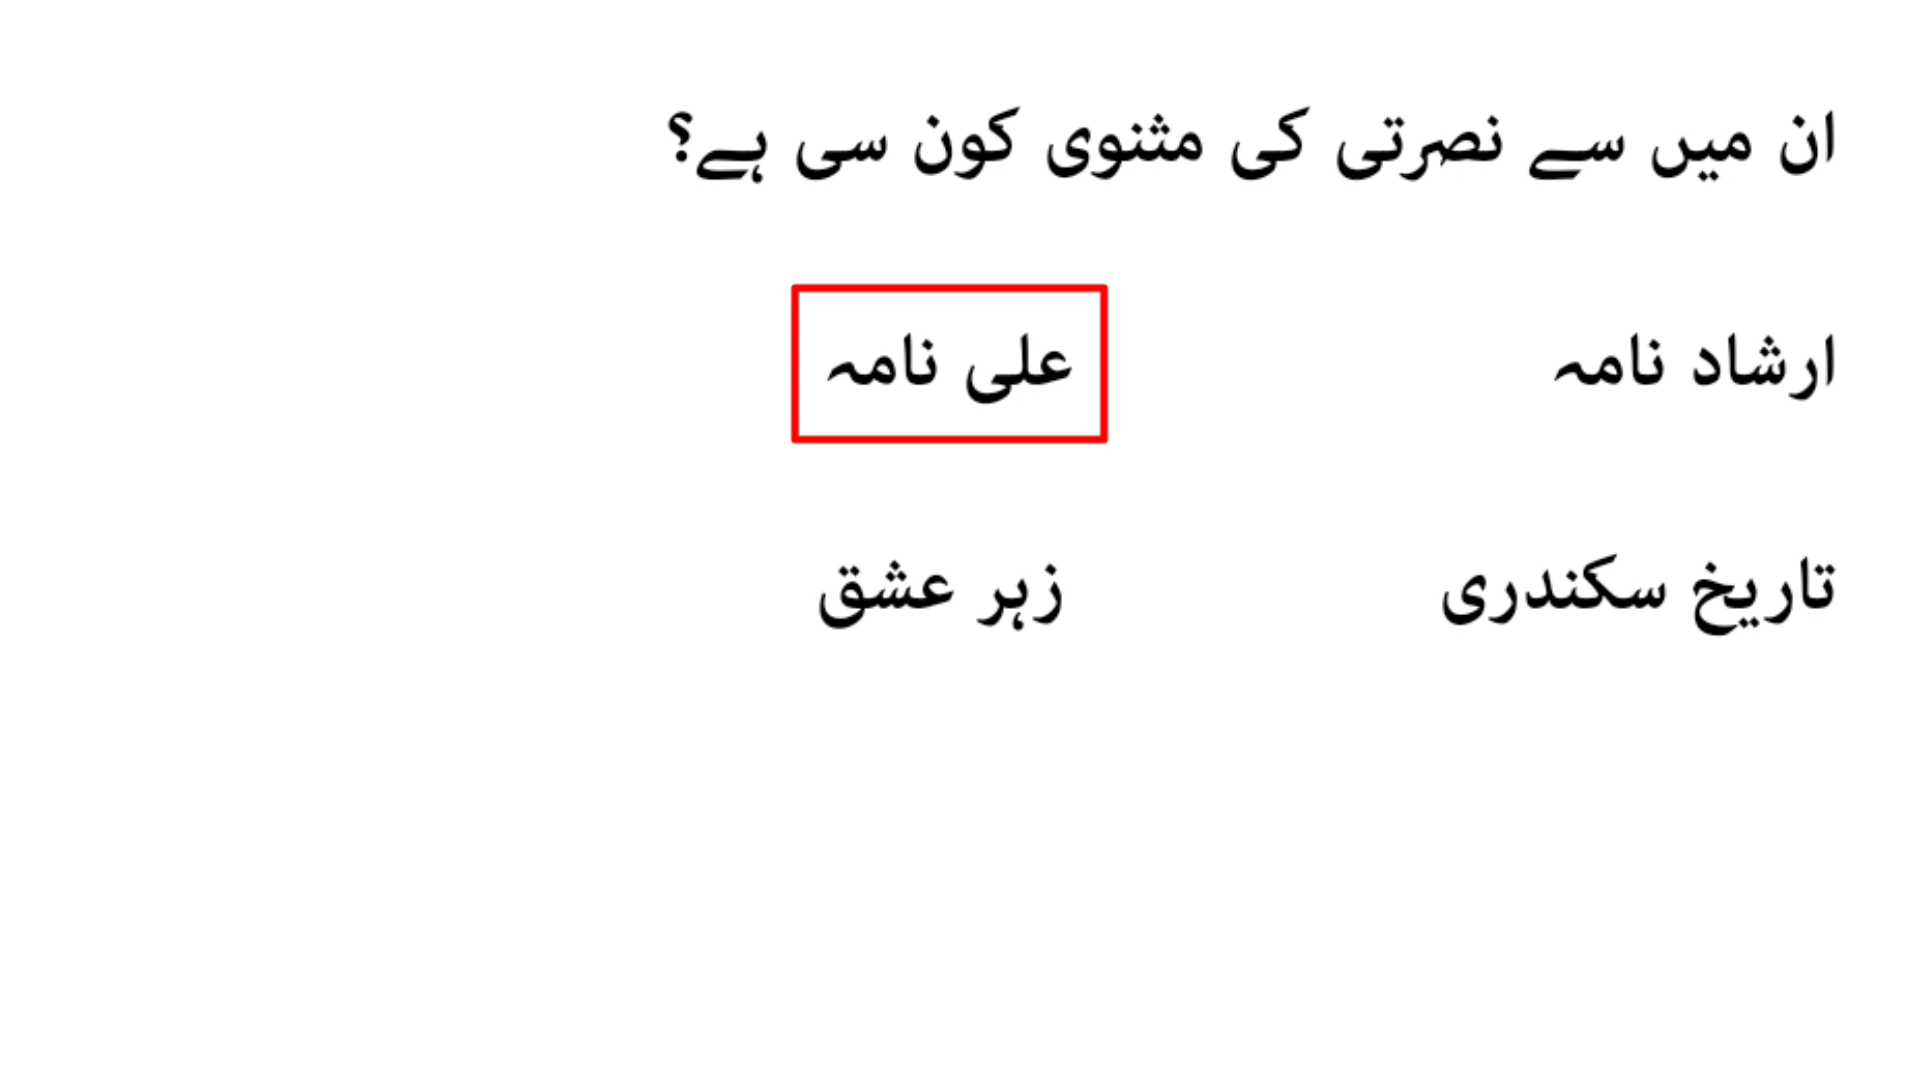 ان میں سے نصرتی کی مثنوی کون سی ہے؟
ارشاد نامہ علی نامہ
تاریخ سکندری زہر عشق